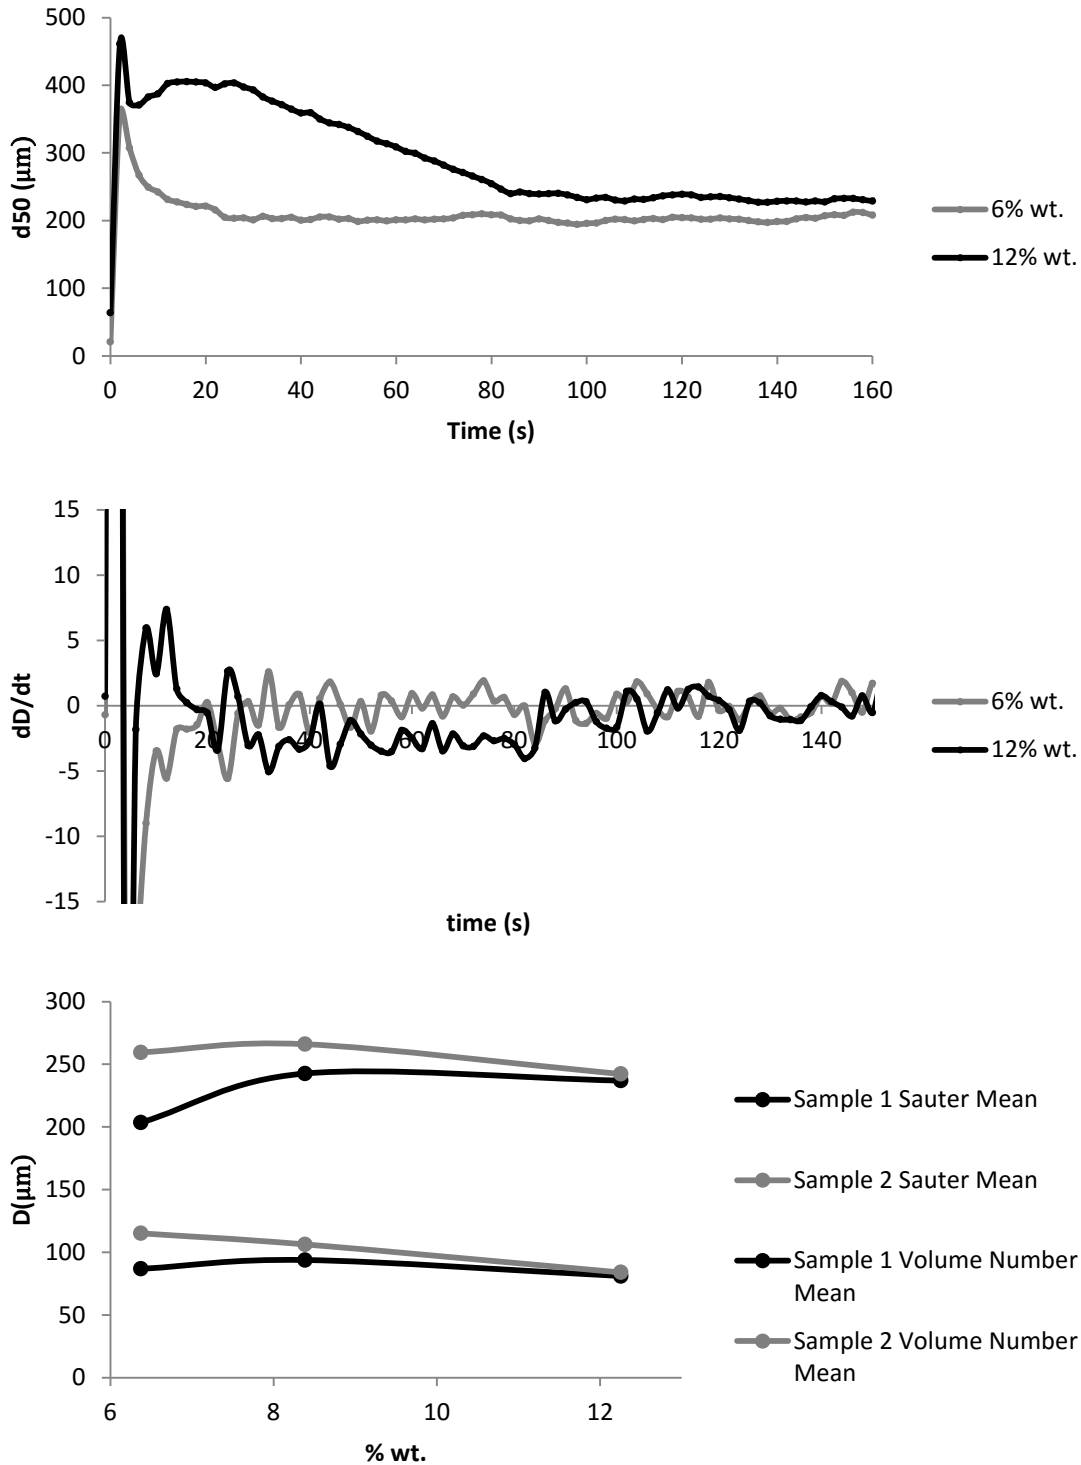 500
400
300
200
100
0
d50 (μm)
0 20 40 60 80 100 120 140 160
Time (s)
6% wt.
12% wt.
15
10
5
0
-5
-10
-15
dD/dt
0 20 40 60 80 100 120 140
time (s)
6% wt.
12% wt.
300
250
200
150
100
50
0
D(μm)
6 8 10 12
% wt.
Sample 1 Sauter Mean
Sample 2 Sauter Mean
Sample 1 Volume Number
Mean
Sample 2 Volume Number
Mean